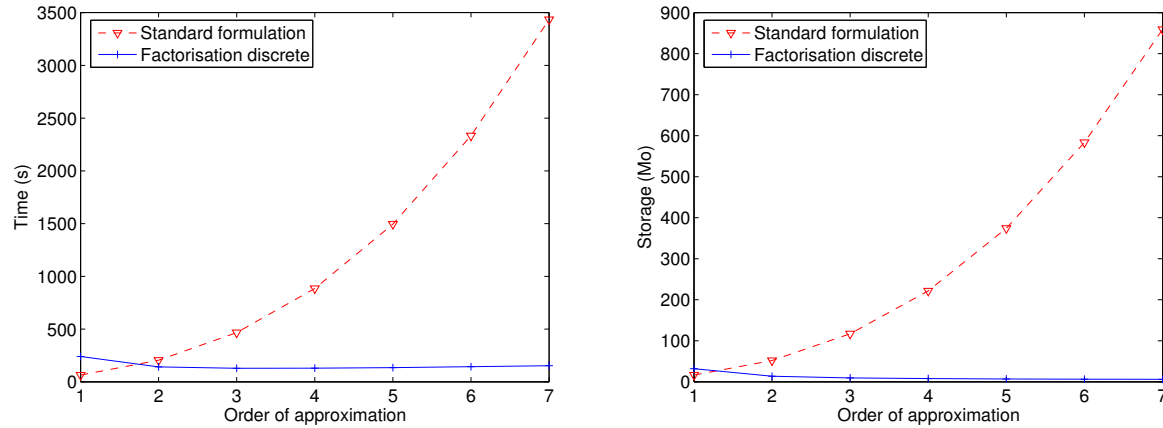 3500
3000
2500
2000
1500
1000
500
0
Time (s)
Standard formulation
Factorisation discrete
1 2 3 4 5 6 7
Order of approximation
900
800
700
600
500
400
300
200
100
0
Storage (Mo)
Standard formulation
Factorisation discrete
1 2 3 4 5 6 7
Order of approximation